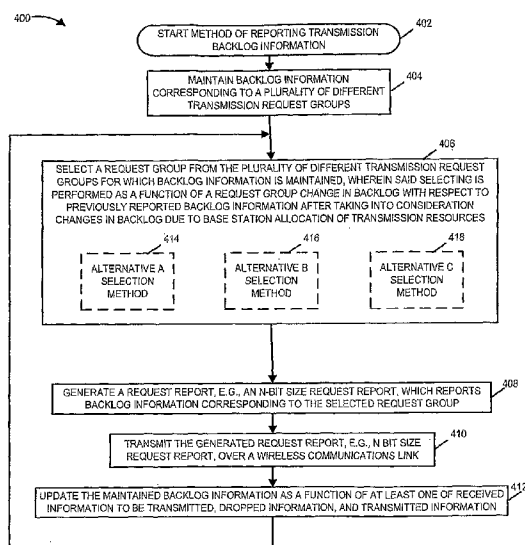 400
START METHOD OF REPORTING TRANSMISSION
BACKLOG INFORMATION
402
MAINTAIN BACKLOG INFORMATION
CORRESPONDING TO A PLURALITY OF DIFFERENT
TRANSMISSION REQUEST GROUPS
404
406
SELECT A REQUEST GROUP FROM THE PLURALITY OF DIFFERENT TRANSMISSION REQUEST
GROUPS FOR WHICH BACKLOG INFORMATION IS MAINTAINED, WHEREIN SAID SELECTING IS
PERFORMED AS A FUNCTION OF A REQUEST GROUP CHANGE IN BACKLOG WITH RESPECT TO
PREVIOUSLY REPORTED BACKLOG INFORMATION AFTER TAKING INTO CONSIDERATION
CHANGES IN BACKLOG DUE TO BASE STATION ALLOCATION OF TRANSMISSION RESOURCES
414
416
418
ALTERNATIVE A
SELECTION
METHOD
ALTERNATIVE B
SELECTION
METHOD
ALTERNATIVE C
SELECTION
METHOD
408
GENERATE A REQUEST REPORT, E.G., AN N-BIT SIZE REQUEST REPORT, WHICH REPORTS
BACKLOG INFORMATION CORRESPONDING TO THE SELECTED REQUEST GROUP
TRANSMIT THE GENERATED REQUEST REPORT, E.G., N BIT SIZE
REQUEST REPORT, OVER A WIRELESS COMMUNICATIONS LINK
410
UPDATE THE MAINTAINED BACKLOG INFORMATION AS A FUNCTION OF AT LEAST ONE OF RECEIVED
INFORMATION TO BE TRANSMITTED, DROPPED INFORMATION, AND TRANSMITTED INFORMATION
412